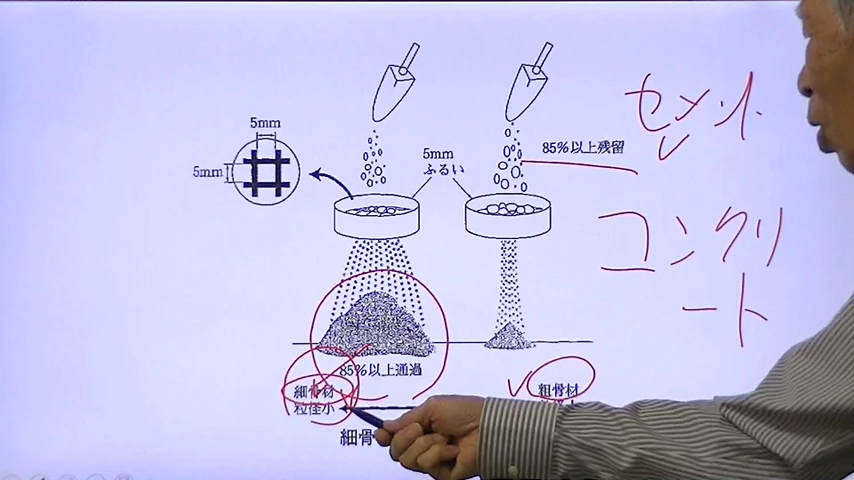 5mm
5mm
5mm
ふるい
85%以上残留
セメント
コンクリ
ート
85%以上通過
細骨材
粗骨材
粒径小
細骨